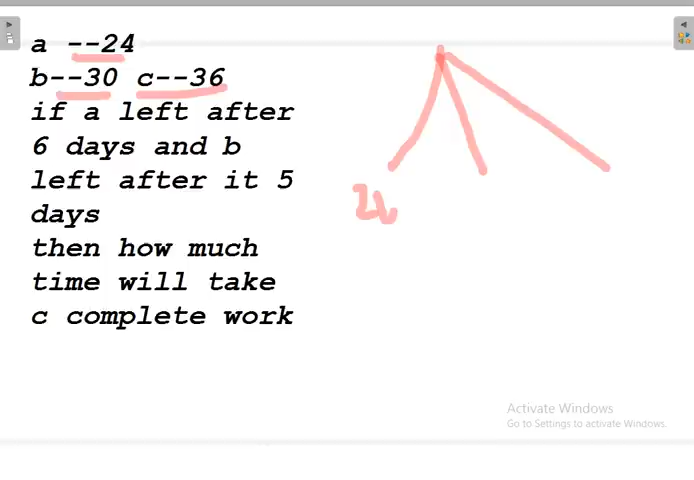 a --24
b--30 c--36
if a left after
6 days and b
left after it 5
days
then how much
time will take
c complete work
24
Activate Windows
Go to Settings to activate Windows.